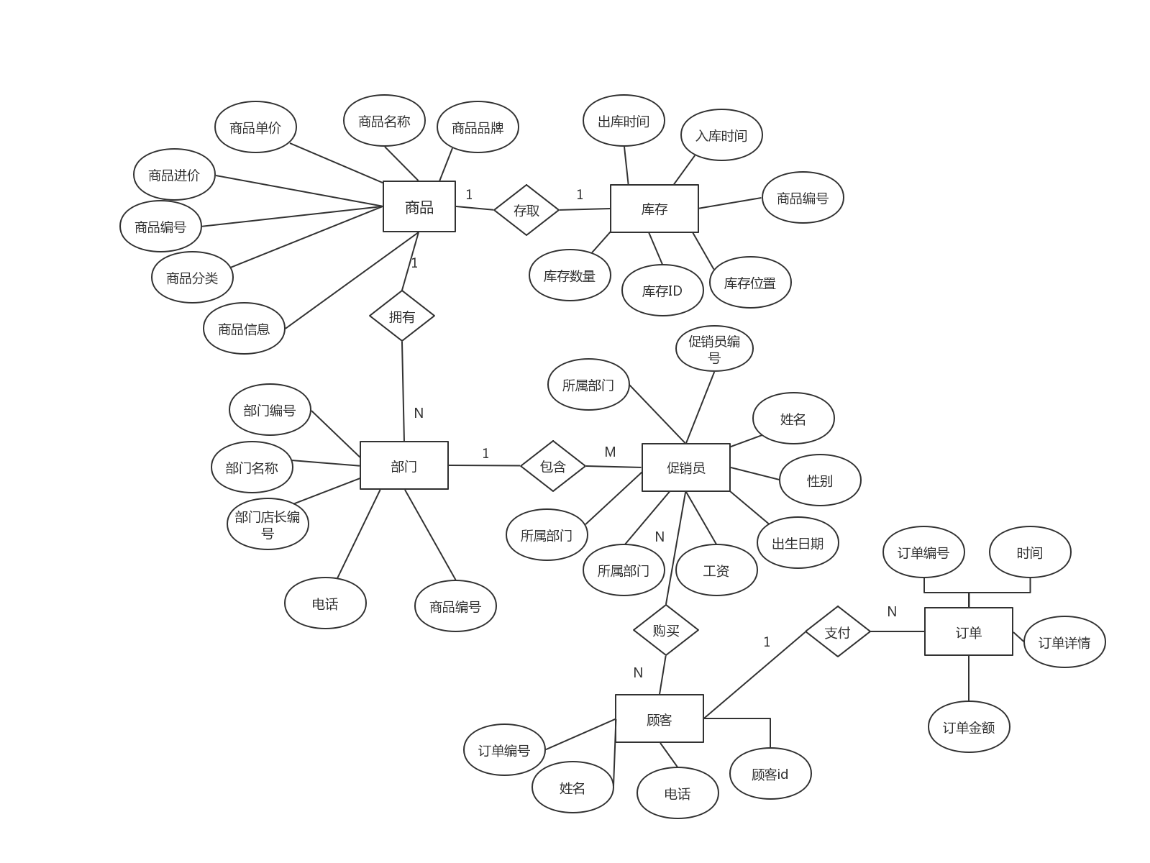 商品名称
商品单价
商品品牌
出库时间
入库时间
商品进价
商品编号
商品
1
存取
1
库存
商品编号
商品分类
1
库存数量
库存ID
库存位置
商品信息
拥有
促销员编
号
所属部门
部门编号
N
姓名
部门名称
部门
1
包含
M
促销员
性别
部门店长编
号
所属部门
N
出生日期
所属部门
工资
订单编号
时间
电话
商品编号
购买
1
支付
N
订单
订单详情
N
顾客
订单金额
订单编号
姓名
电话
顾客id